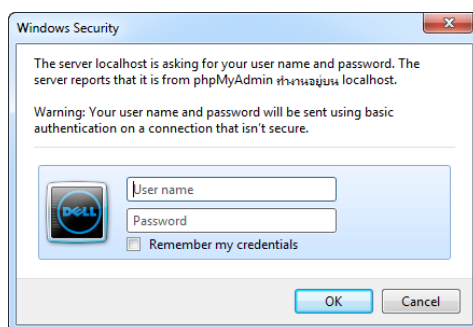 Windows Security
The server localhost is asking for your user name and password. The
server reports that it is from phpMyAdmin ทำงานอยู่บน localhost.
Warning: Your user name and password will be sent using basic
authentication on a connection that isn't secure.
DELL
User name
Password
Remember my credentials
OK
Cancel